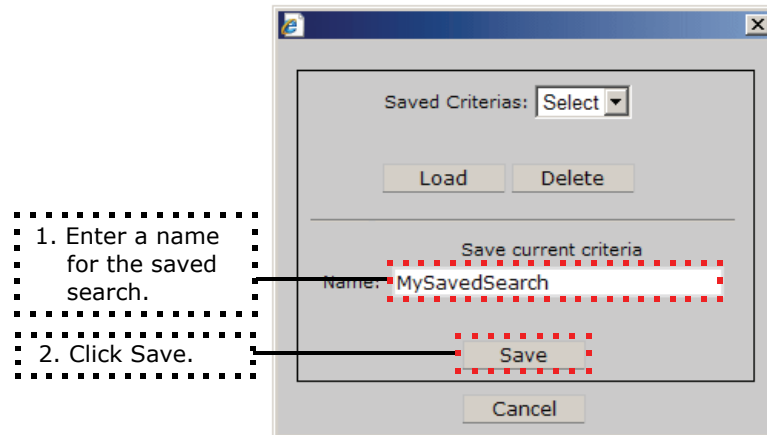 Saved Criterias: Select
Load Delete
1. Enter a name
for the saved
search.
Save current criteria
Name: MySavedSearch
2. Click Save.
Save
Cancel